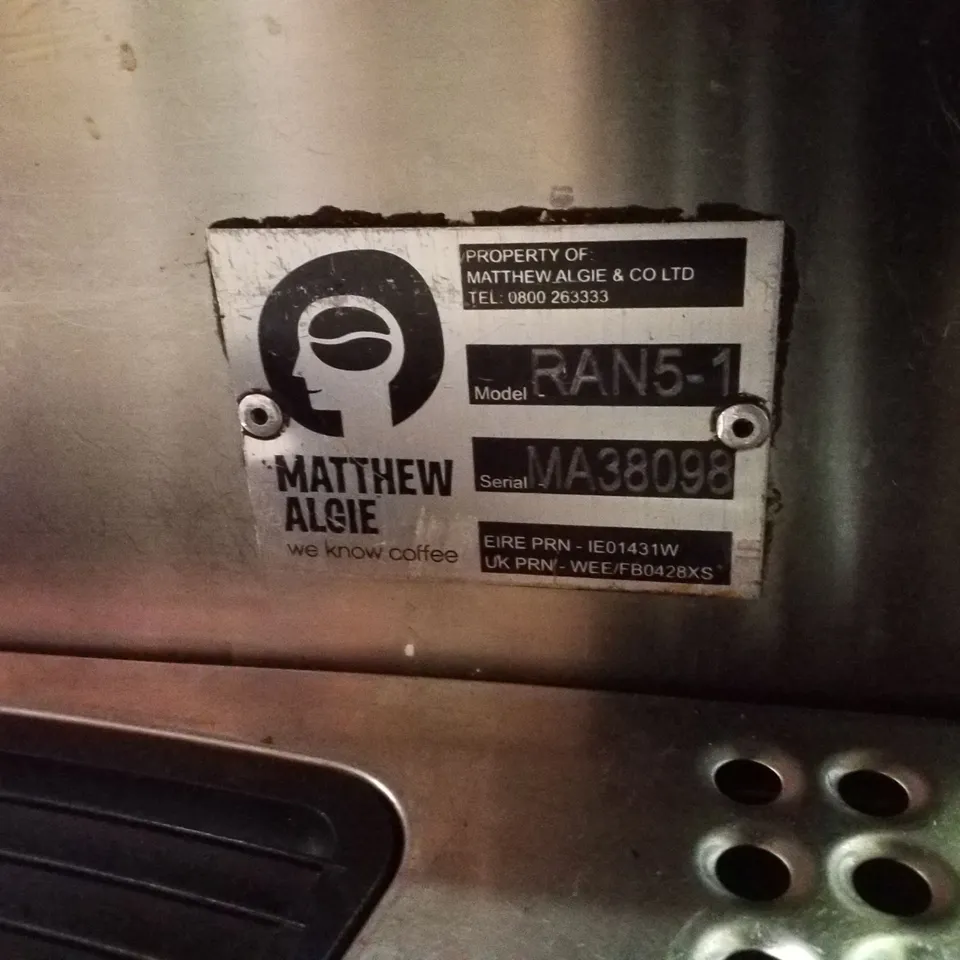 PROPERTY OF:
MATTHEW ALGIE & CO LTD
TEL: 0800 263333
Model RAN5-1
Serial MA38098
EIRE PRN - IE01431W
UK PRN - WEE/FB0428XS
MATTHEW
ALGIE
we know coffee